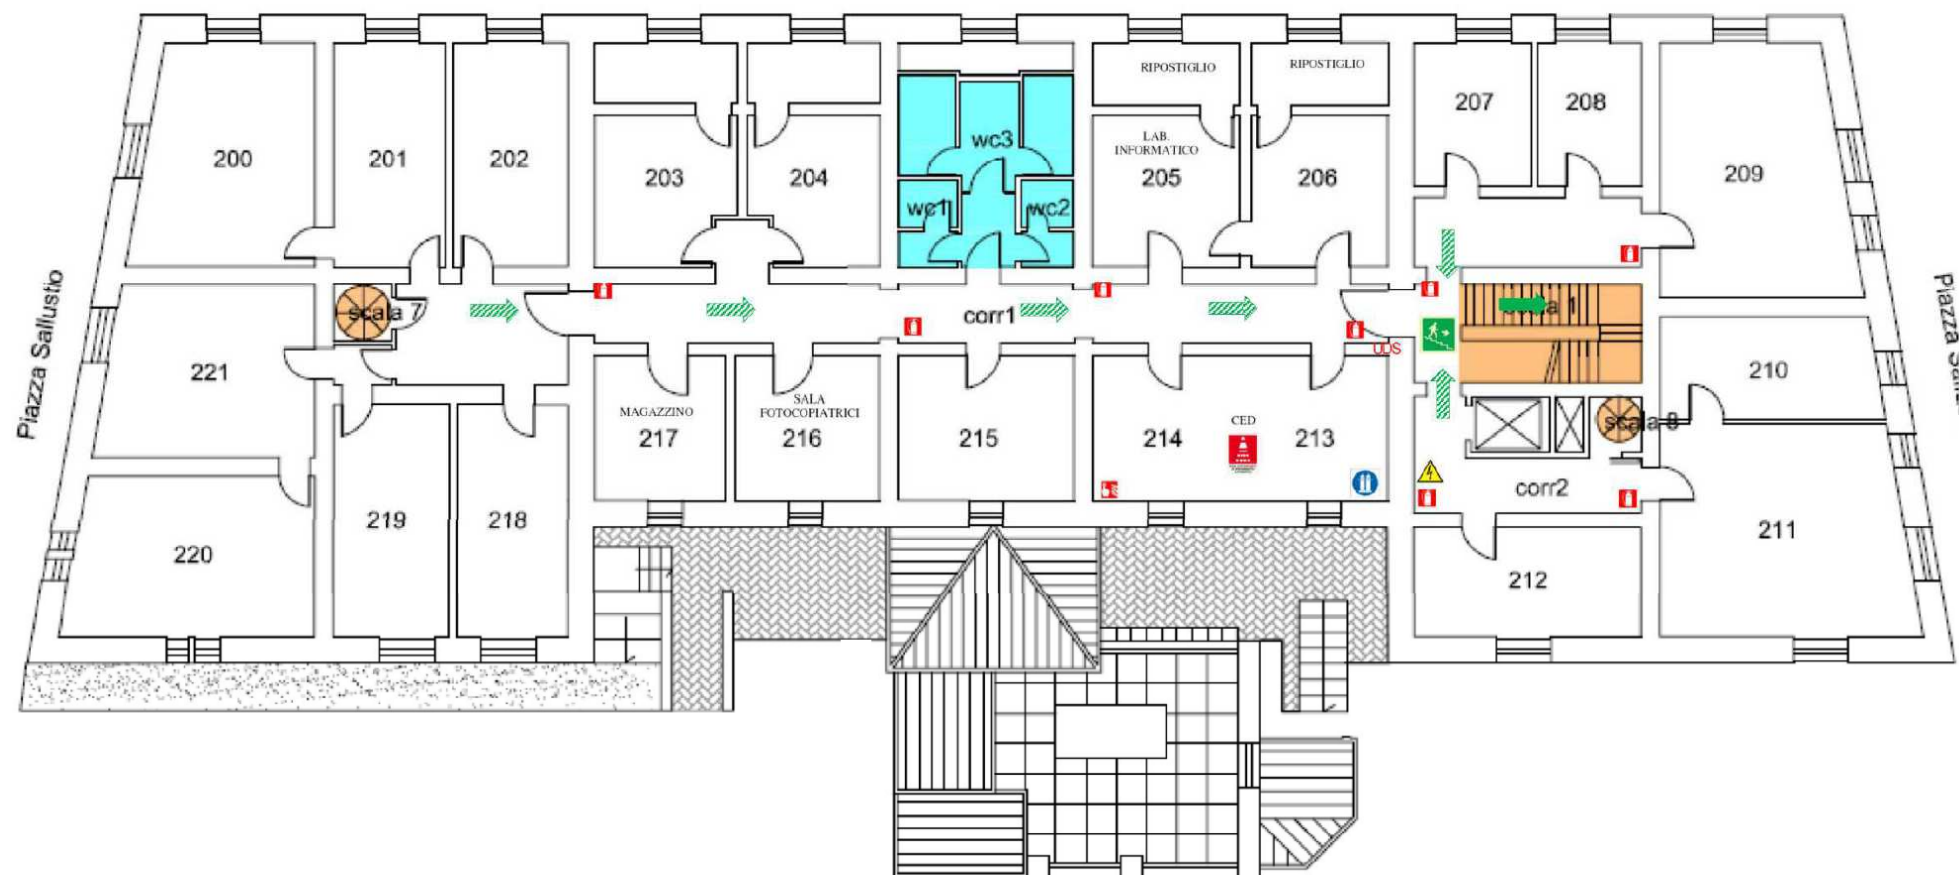 RIPOSTIGLIO
RIPOSTIGLIO
207
208
200
201
202
wc3
LAB.
INFORMATICO
203
204
205
206
209
wc1
wc2
Piazza Sallustio
scala 7
corr1
UDS
221
210
MAGAZZINO
217
SALA
FOTOCOPIATRICI
216
215
214
CED
213
scala 8
corr2
219
218
220
212
211